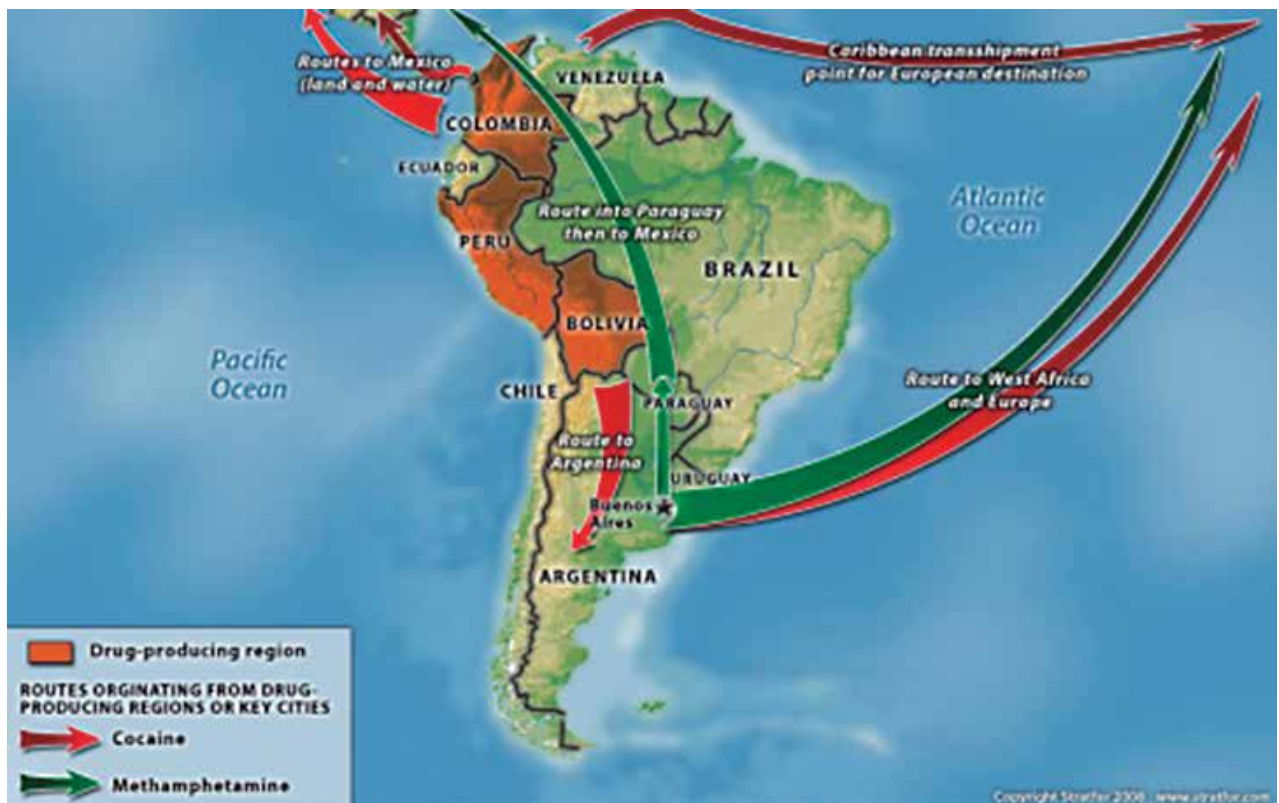 Routes to Mexico
(land and water)
Caribbean transshipment
point for European destination
VENEZUELLA
COLOMBIA
ECUADOR
Atlantic
Ocean
Route into Paraguay
then to Mexico
PERU
BRAZIL
BOLIVIA
Pacific
Ocean
CHILE
Route to West Africa
and Europe
PARAGUAY
Route to
Argentina
URUGUAY
Buenos
Aires
ARGENTINA
Drug-producing region
ROUTES ORGINATING FROM DRUG-
PRODUCING REGIONS OR KEY CITIES
Cocaine
Methamphetamine
Copyright Stratfor 2008 www.stratfor.com